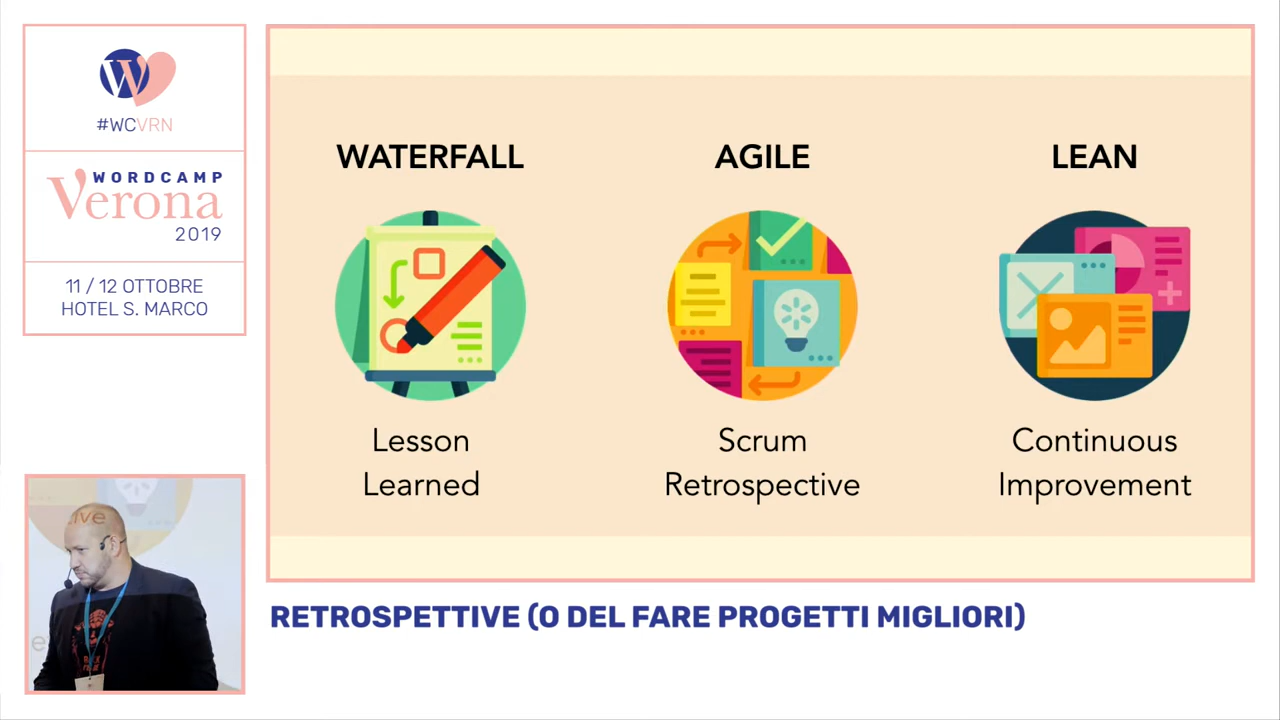 #WCVRN
WORDCAMP
Verona
2019
11 / 12 OTTOBRE
HOTEL S. MARCO
WATERFALL
AGILE
LEAN
Lesson
Learned
Scrum
Retrospective
Continuous
Improvement
RETROSPETTIVE (O DEL FARE PROGETTI MIGLIORI)